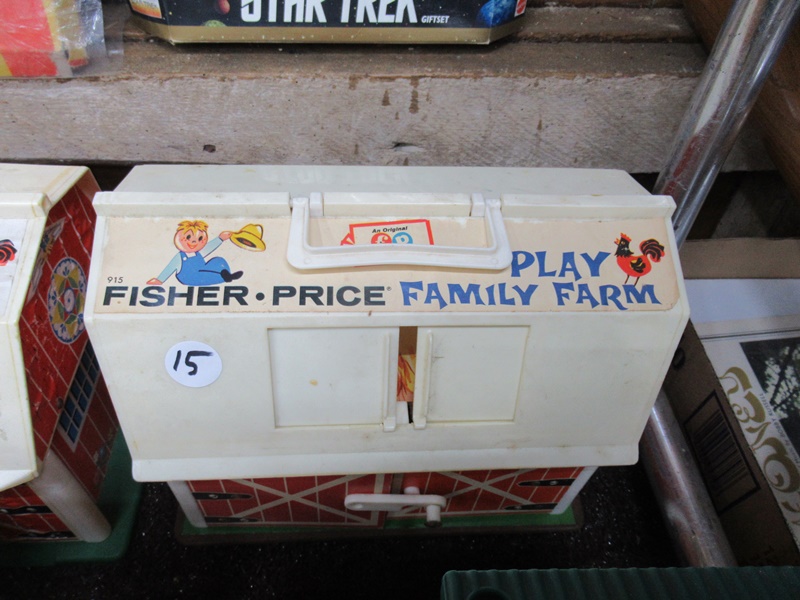 STAR TREK GIFTSET
An Original
915
PLAY
FISHER·PRICE FAMILY FARM
15